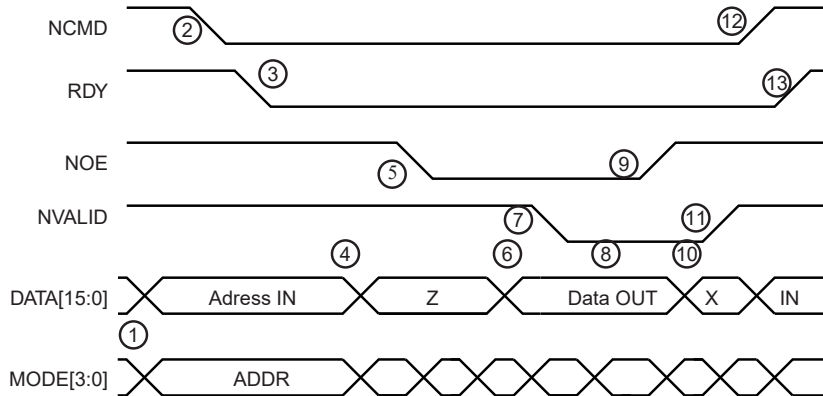 NCMD ② ⑫
RDY ③ ⑬
NOE ⑤ ⑨
NVALID ⑦ ⑪
④ ⑥ ⑧ ⑩
DATA[15:0] Adress IN Z Data OUT X IN
①
MODE[3:0] ADDR